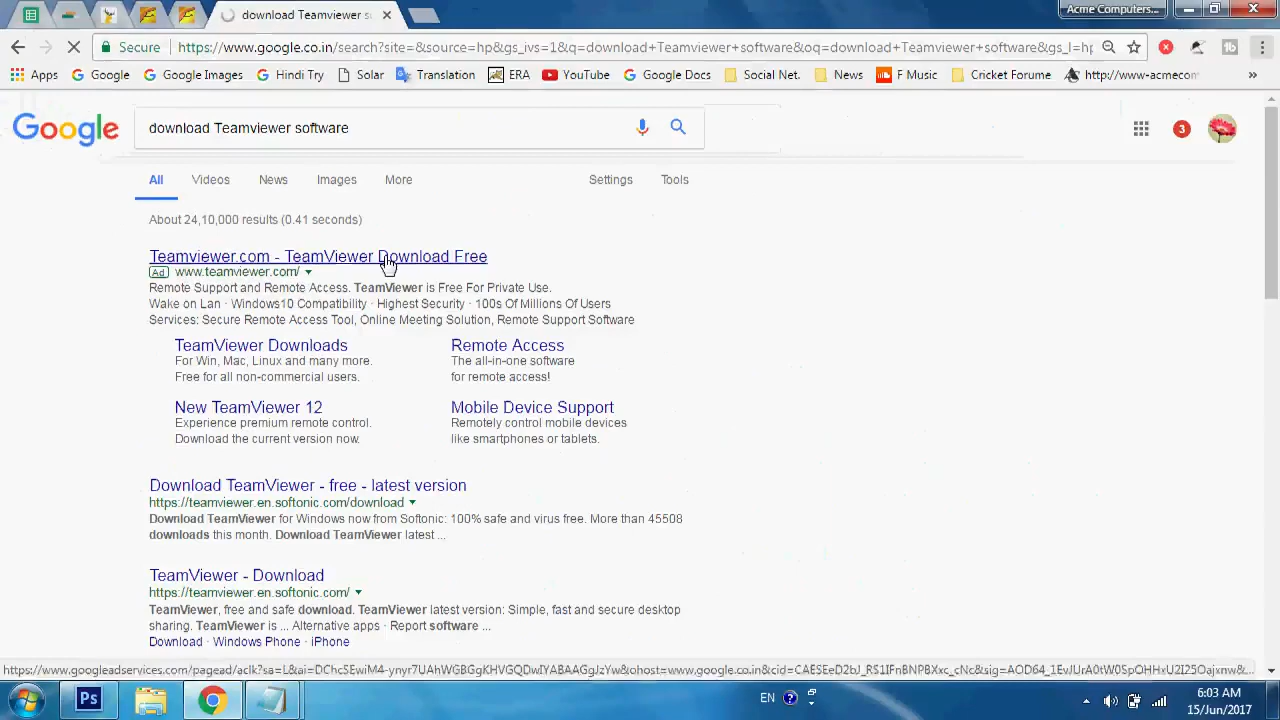 download Teamviewer s
Acme Computers...
Secure
https://www.google.co.in/search?site=&source=hp&gs_ivs=1&q=download+Teamviewer+software&oq=download+Teamviewer+software&gs_l=hp
Apps
Google
Google Images
Hindi Try
Solar
Translation
ERA
YouTube
Google Docs
Social Net.
News
F Music
Cricket Forume
http://www-acmecom
»
Google
download Teamviewer software
3
All
Videos
News
Images
More
Settings
Tools
About 24,10,000 results (0.41 seconds)
Teamviewer.com - TeamViewer Download Free
Ad www.teamviewer.com/
Remote Support and Remote Access. TeamViewer is Free For Private Use.
Wake on Lan · Windows10 Compatibility · Highest Security · 100s Of Millions Of Users
Services: Secure Remote Access Tool, Online Meeting Solution, Remote Support Software
TeamViewer Downloads
For Win, Mac, Linux and many more.
Free for all non-commercial users.
Remote Access
The all-in-one software
for remote access!
New TeamViewer 12
Experience premium remote control.
Download the current version now.
Mobile Device Support
Remotely control mobile devices
like smartphones or tablets.
Download TeamViewer - free - latest version
https://teamviewer.en.softonic.com/download
Download TeamViewer for Windows now from Softonic: 100% safe and virus free. More than 45508
downloads this month. Download TeamViewer latest ...
TeamViewer - Download
https://teamviewer.en.softonic.com/
TeamViewer, free and safe download. TeamViewer latest version: Simple, fast and secure desktop
sharing. TeamViewer is ... Alternative apps · Report software ...
Download · Windows Phone · iPhone
Ps
EN
6:03 AM
15/Jun/2017